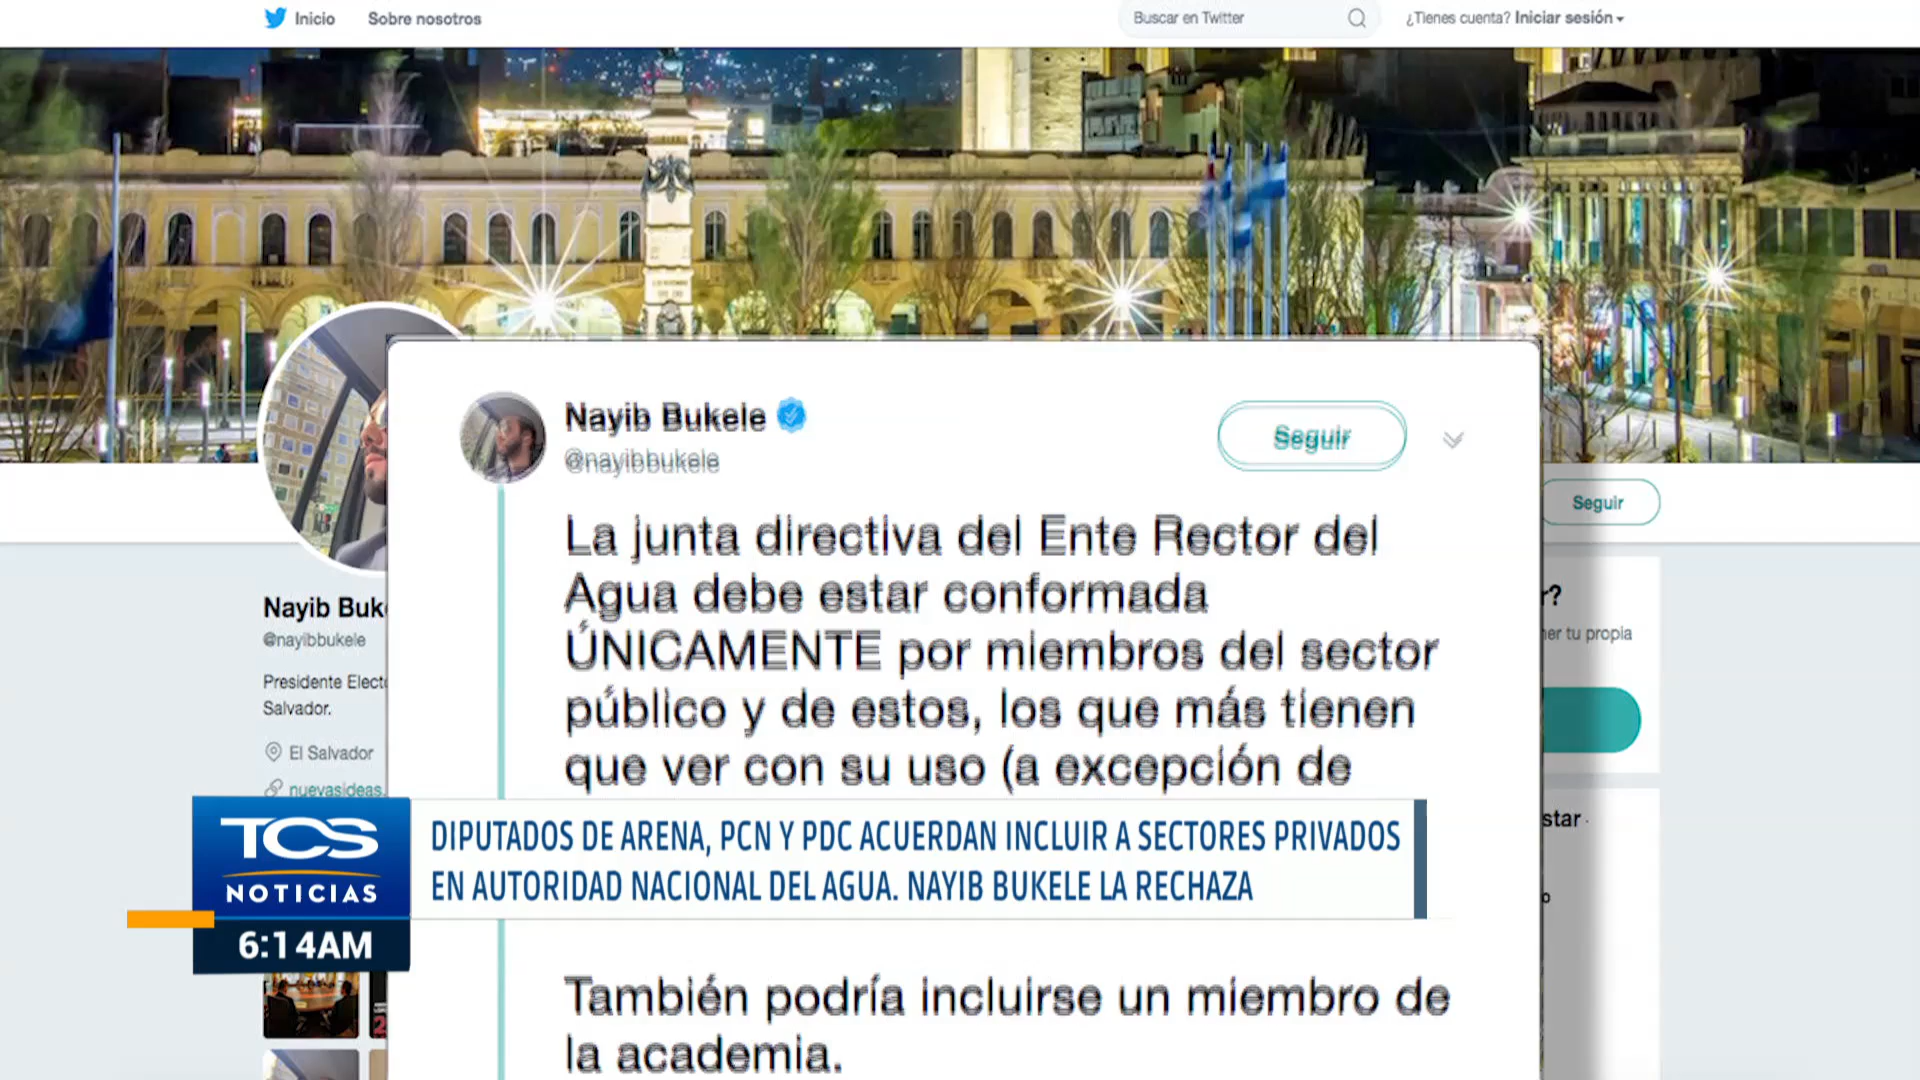 Inicio
Sobre nosotros
Buscar en Twitter
¿Tienes cuenta? Iniciar sesión
Nayib Bukele
@nayibbukele
Seguir
La junta directiva del Ente Rector del
Agua debe estar conformada
ÚNICAMENTE por miembros del sector
público y de estos, los que más tienen
que ver con su uso (a excepción de
También podría incluirse un miembro de
la academia.
Seguir
Nayib Buk
@nayibbukele
Presidente Elect
Salvador.
El Salvador
nuevasideas.
r?
ner tu propia
star
TCS
NOTICIAS
6:14AM
DIPUTADOS DE ARENA, PCN Y PDC ACUERDAN INCLUIR A SECTORES PRIVADOS
EN AUTORIDAD NACIONAL DEL AGUA. NAYIB BUKELE LA RECHAZA